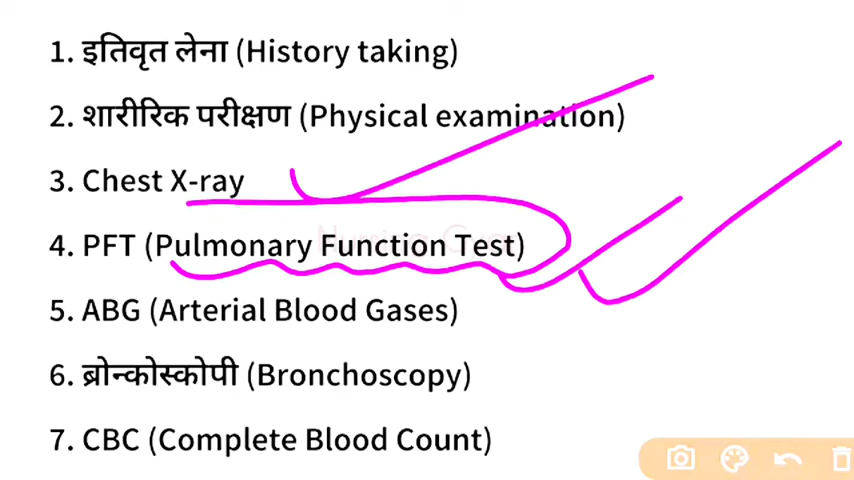 1. इतिवृत लेना (History taking)
2. शारीरिक परीक्षण (Physical examination)
3. Chest X-ray
4. PFT (Pulmonary Function Test)
5. ABG (Arterial Blood Gases)
6. ब्रोन्कोस्कोपी (Bronchoscopy)
7. CBC (Complete Blood Count)